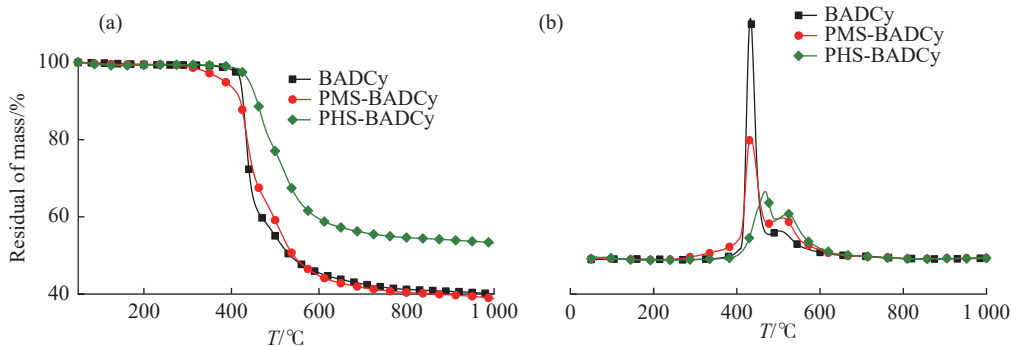 (a)
BADCy
PMS-BADCy
PHS-BADCy
Residual of mass/%
100
80
60
40
200
400
600
800
1 000
T/°C
(b)
BADCy
PMS-BADCy
PHS-BADCy
0
200
400
600
800
1 000
T/°C